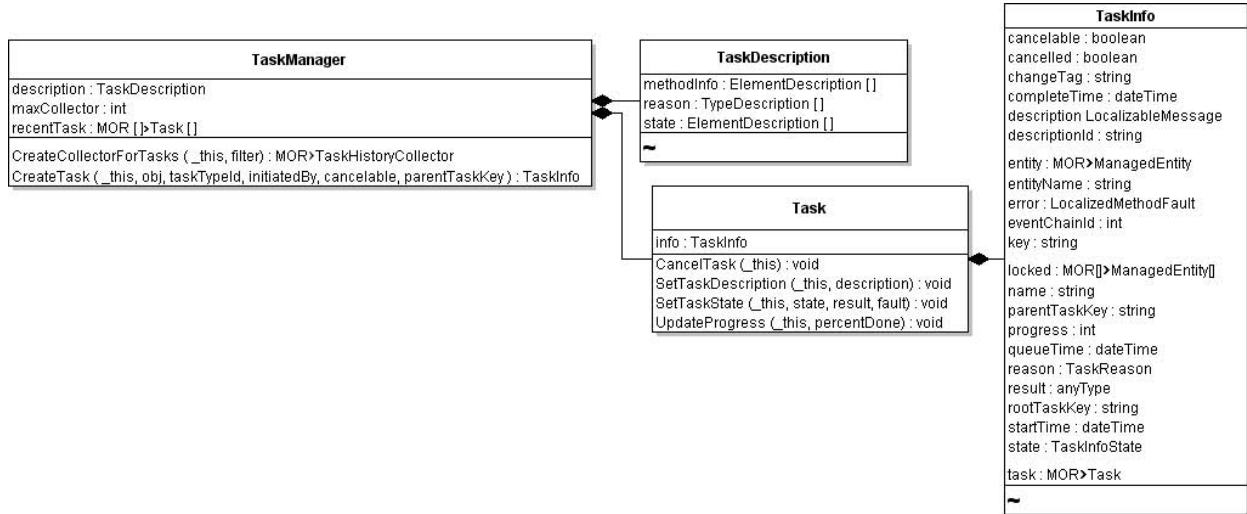 TaskManager
description : TaskDescription
maxCollector : int
recentTask : MOR []>Task []
CreateCollectorForTasks ( _this, filter) : MOR>TaskHistoryCollector
CreateTask ( _this, obj, taskTypeId, initiatedBy, cancelable, parentTaskKey ) : TaskInfo
TaskDescription
methodInfo : ElementDescription [ ]
reason : TypeDescription [ ]
state : ElementDescription [ ]
~
Task
info : TaskInfo
CancelTask (_this) : void
SetTaskDescription (_this, description) : void
SetTaskState (_this, state, result, fault) : void
UpdateProgress (_this, percentDone) : void
TaskInfo
cancelable : boolean
cancelled : boolean
changeTag : string
completeTime : dateTime
description LocalizableMessage
descriptionId : string
entity : MOR>ManagedEntity
entityName : string
error : LocalizedMethodFault
eventChainId : int
key : string
locked : MOR[]>ManagedEntity[]
name : string
parentTaskKey : string
progress : int
queueTime : dateTime
reason : TaskReason
result : anyType
rootTaskKey : string
startTime : dateTime
state : TaskInfoState
task : MOR>Task
~